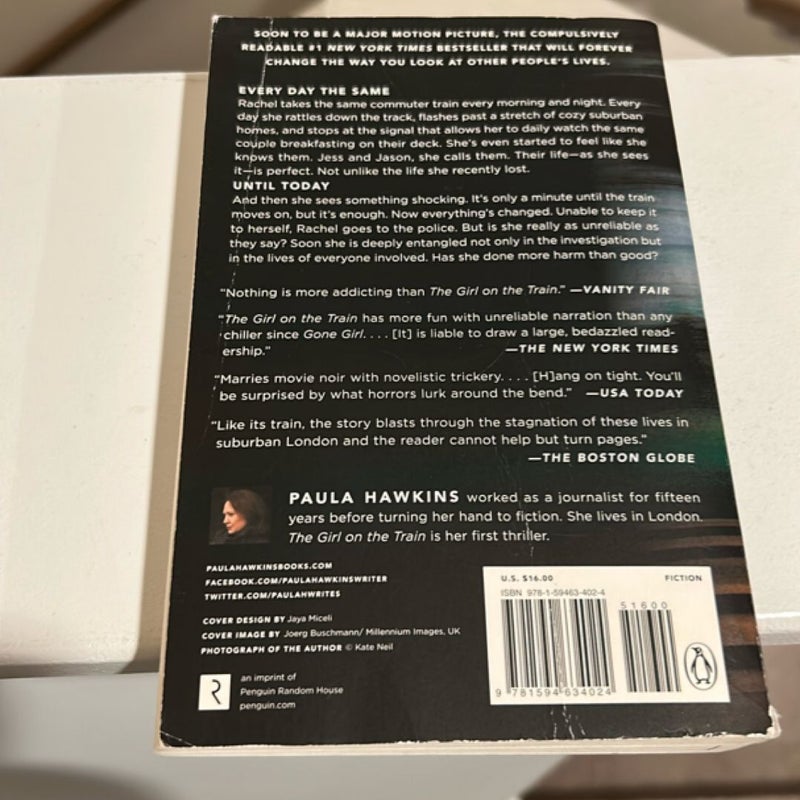 SOON TO BE A MAJOR MOTION PICTURE, THE COMPULSIVELY
READABLE #1 NEW YORK TIMES BESTSELLER THAT WILL FOREVER
CHANGE THE WAY YOU LOOK AT OTHER PEOPLE'S LIVES.
EVERY DAY THE SAME
Rachel takes the same commuter train every morning and night. Every
day she rattles down the track, flashes past a stretch of cozy suburban
homes, and stops at the signal that allows her to daily watch the same
couple breakfasting on their deck. She's even started to feel like she
knows them. Jess and Jason, she calls them. Their life—as she sees
it—is perfect. Not unlike the life she recently lost.
UNTIL TODAY
And then she sees something shocking. It's only a minute until the train
moves on, but it's enough. Now everything's changed. Unable to keep it
to herself, Rachel goes to the police. But is she really as unreliable as
they say? Soon she is deeply entangled not only in the investigation but
in the lives of everyone involved. Has she done more harm than good?
"Nothing is more addicting than The Girl on the Train." —VANITY FAIR
"The Girl on the Train has more fun with unreliable narration than any
chiller since Gone Girl. . . . [It] is liable to draw a large, bedazzled read-
ership."
—THE NEW YORK TIMES
"Marries movie noir with novelistic trickery. . . . [H]ang on tight. You'll
be surprised by what horrors lurk around the bend." —USA TODAY
"Like its train, the story blasts through the stagnation of these lives in
suburban London and the reader cannot help but turn pages."
—THE BOSTON GLOBE
PAULA HAWKINS worked as a journalist for fifteen
years before turning her hand to fiction. She lives in London.
The Girl on the Train is her first thriller.
PAULAHAWKINSBOOKS.COM
FACEBOOK.COM/PAULAHAWKINSWRITER
TWITTER.COM/PAULAHWRITES
COVER DESIGN BY Jaya Miceli
COVER IMAGE BY Joerg Buschmann/ Millennium Images, UK
PHOTOGRAPH OF THE AUTHOR © Kate Neil
R
an imprint of
Penguin Random House
penguin.com
U.S. $16.00 FICTION
ISBN 978-1-59463-402-4
51600
9 781594 634024